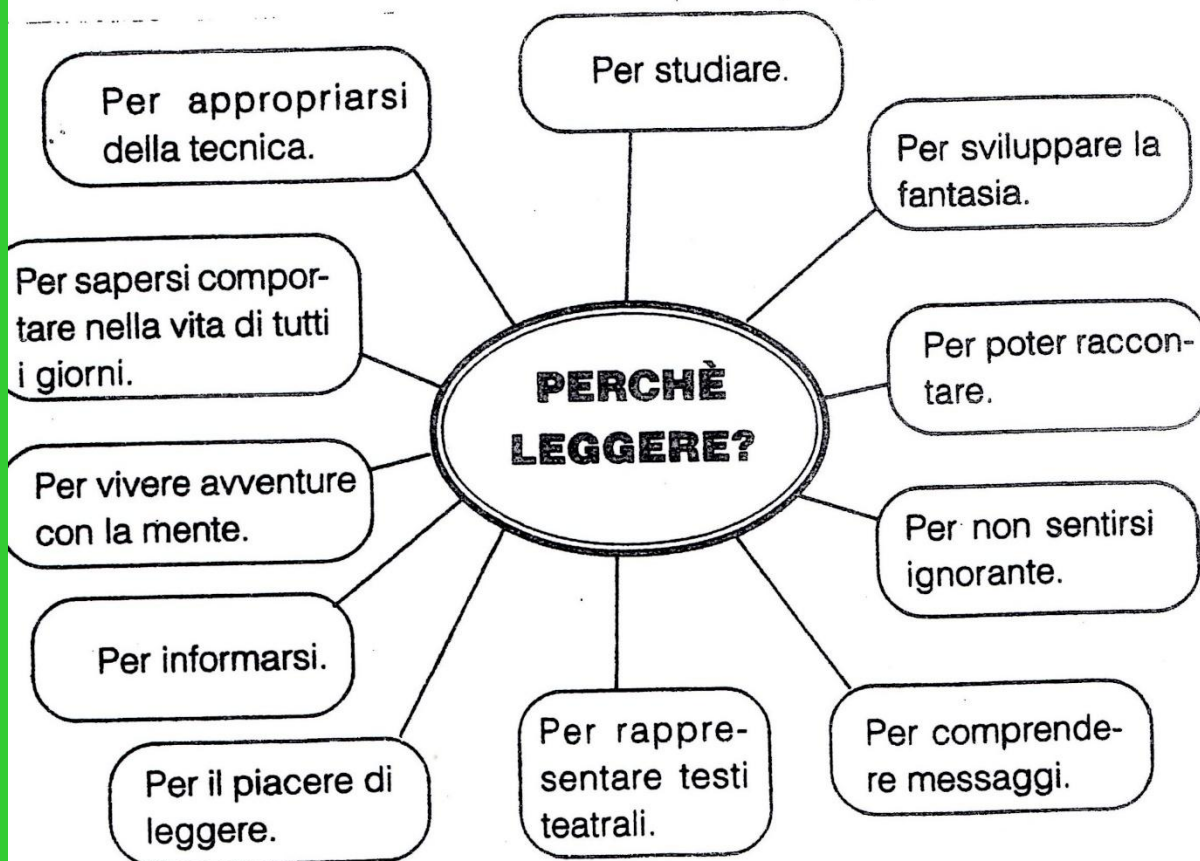 Per studiare.
Per appropriarsi
della tecnica.
Per sviluppare la
fantasia.
Per sapersi compor-
tare nella vita di tutti
i giorni.
PERCHÈ
LEGGERE?
Per poter raccon-
tare.
Per vivere avventure
con la mente.
Per non sentirsi
ignorante.
Per informarsi.
Per il piacere di
leggere.
Per rappre-
sentare testi
teatrali.
Per comprende-
re messaggi.